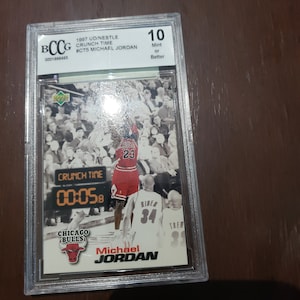 BCCG
1997 UD/NESTLE
CRUNCH TIME
#CT5 MICHAEL JORDAN
10
Mint
or
Better
23
CRUNCH TIME
00:05.8
34
CHICAGO
BULLS
Michael
JORDAN